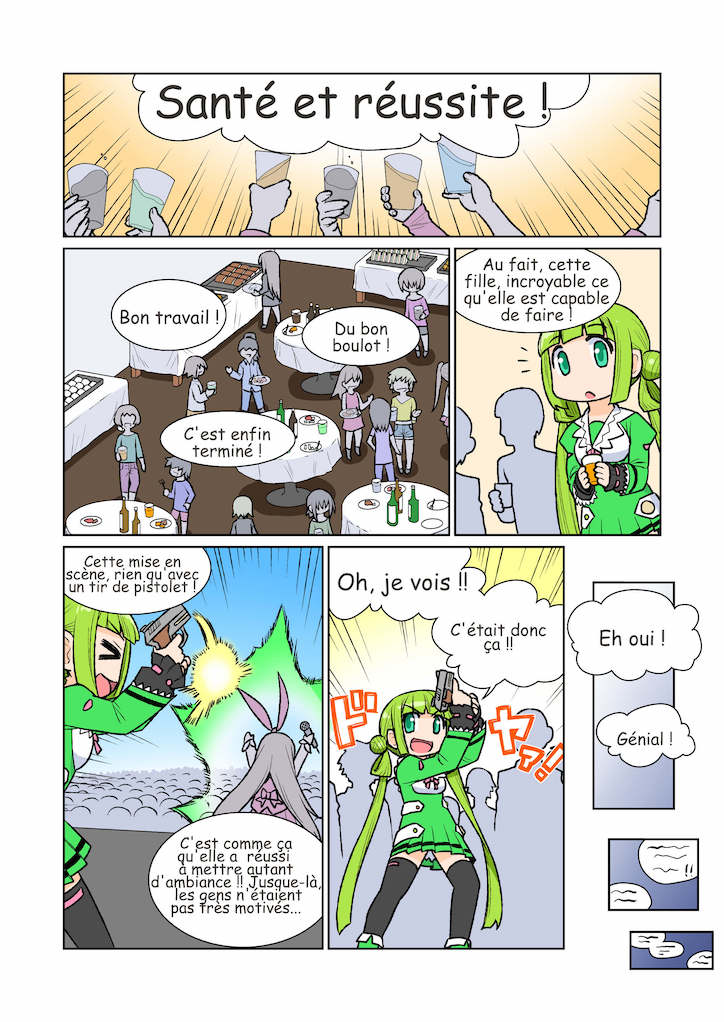 Santé et réussite !
Bon travail !
Du bon
boulot !
C'est enfin
terminé !
Au fait, cette
fille, incroyable ce
qu'elle est capable
de faire !
Cette mise en
scène, rien qu'avec
un tir de pistolet !
C'est comme ça
qu'elle a réussi
à mettre autant
d'ambiance !! Jusque-là,
les gens n'étaient
pas très motivés...
Oh, je vois !!
C'était donc
ça !!
ドヤァ!
Eh oui !
Génial !
!!